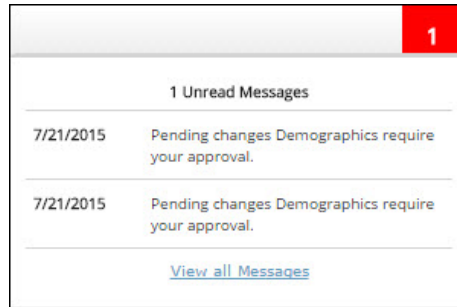 1
1 Unread Messages
7/21/2015 Pending changes Demographics require
your approval.
7/21/2015 Pending changes Demographics require
your approval.
View all Messages